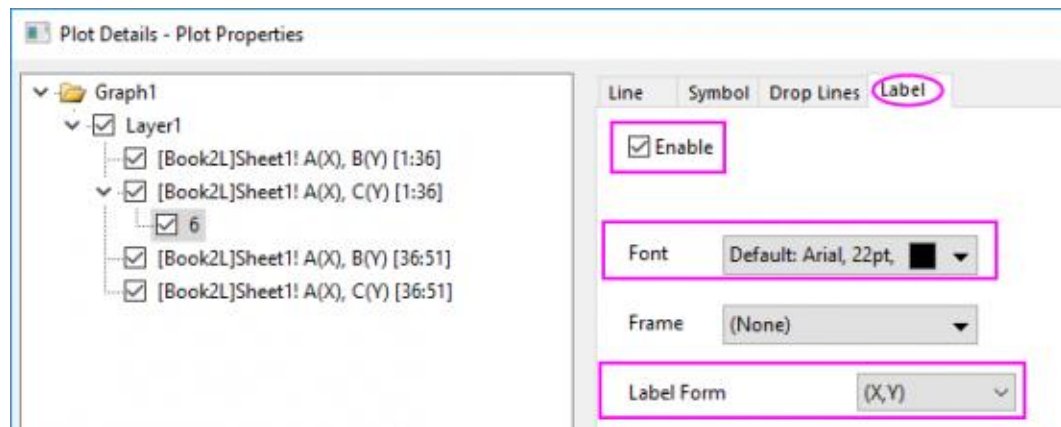 Plot Details - Plot Properties
Graph1
Layer1
[Book2L]Sheet1! A(X), B(Y) [1:36]
[Book2L]Sheet1! A(X), C(Y) [1:36]
6
[Book2L]Sheet1! A(X), B(Y) [36:51]
[Book2L]Sheet1! A(X), C(Y) [36:51]
Line Symbol Drop Lines Label
Enable
Font Default: Arial, 22pt,
Frame (None)
Label Form (X,Y)